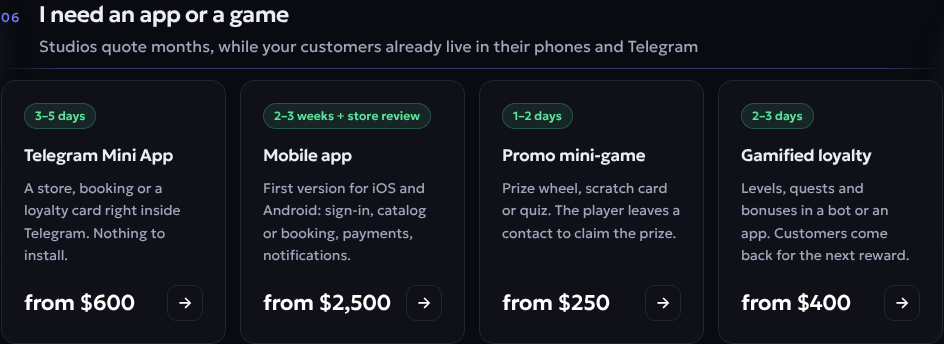 06
I need an app or a game
Studios quote months, while your customers already live in their phones and Telegram
3–5 days
Telegram Mini App
A store, booking or a
loyalty card right inside
Telegram. Nothing to
install.
from $600
→
2–3 weeks + store review
Mobile app
First version for iOS and
Android: sign-in, catalog
or booking, payments,
notifications.
from $2,500
→
1–2 days
Promo mini-game
Prize wheel, scratch card
or quiz. The player leaves a
contact to claim the prize.
from $250
→
2–3 days
Gamified loyalty
Levels, quests and
bonuses in a bot or an
app. Customers come
back for the next reward.
from $400
→